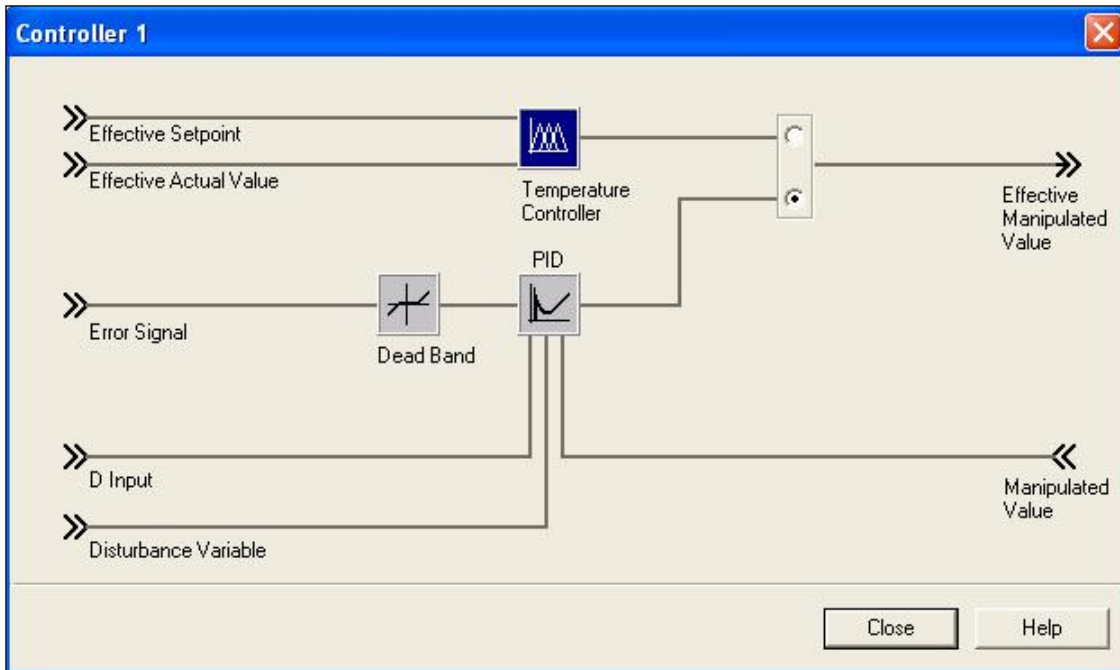 Controller 1
Effective Setpoint
Effective Actual Value
Temperature
Controller
Effective
Manipulated
Value
PID
Error Signal
Dead Band
D Input
Manipulated
Value
Disturbance Variable
Close
Help